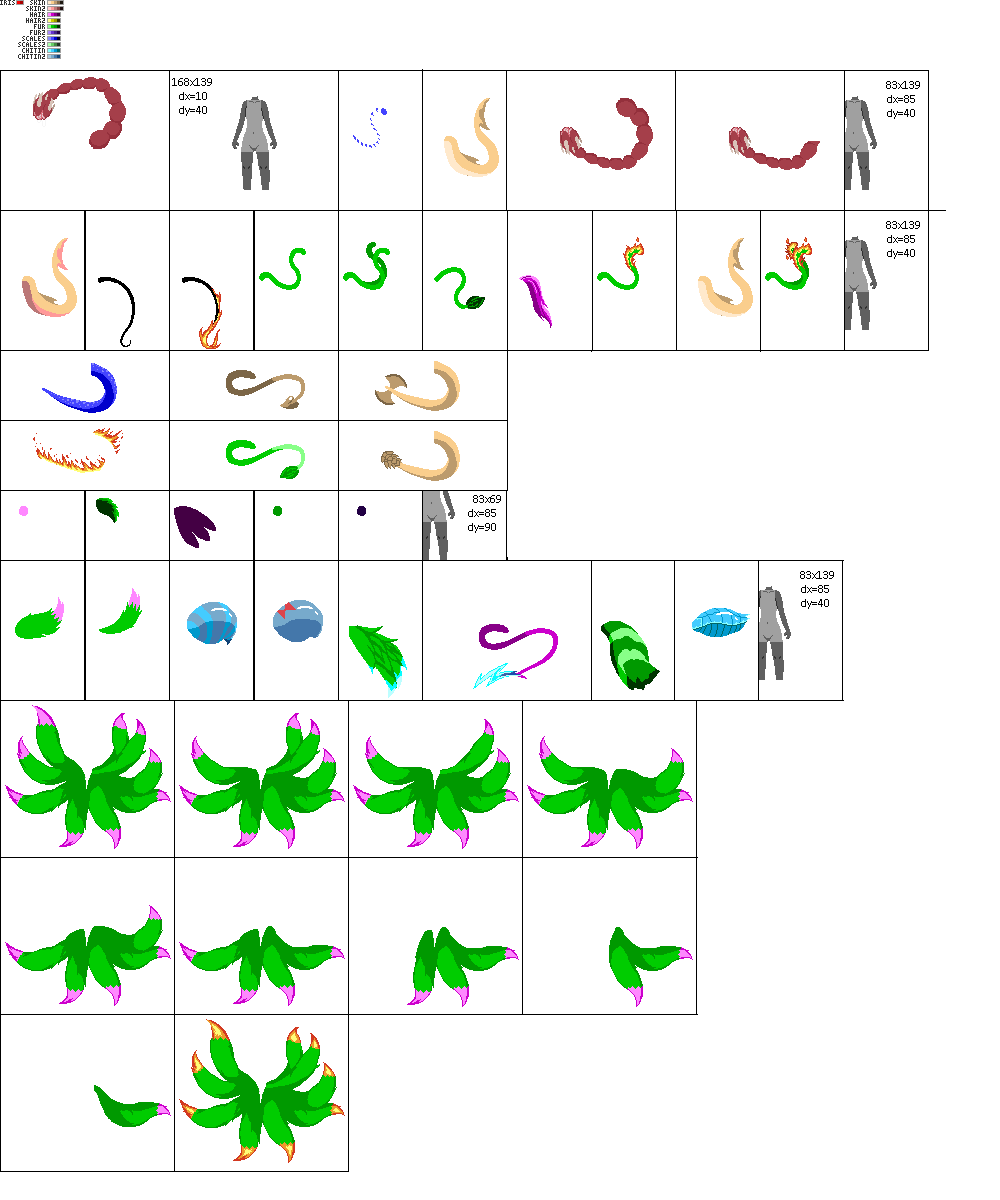 IRIS SKIN
SKIN2
HAIR
HAIR2
FUR
FUR2
SCALES
SCALES2
CHITIN
CHITIN2
168x139
dx=10
dy=40
83x139
dx=85
dy=40
83x139
dx=85
dy=40
83x69
dx=85
dy=90
83x139
dx=85
dy=40